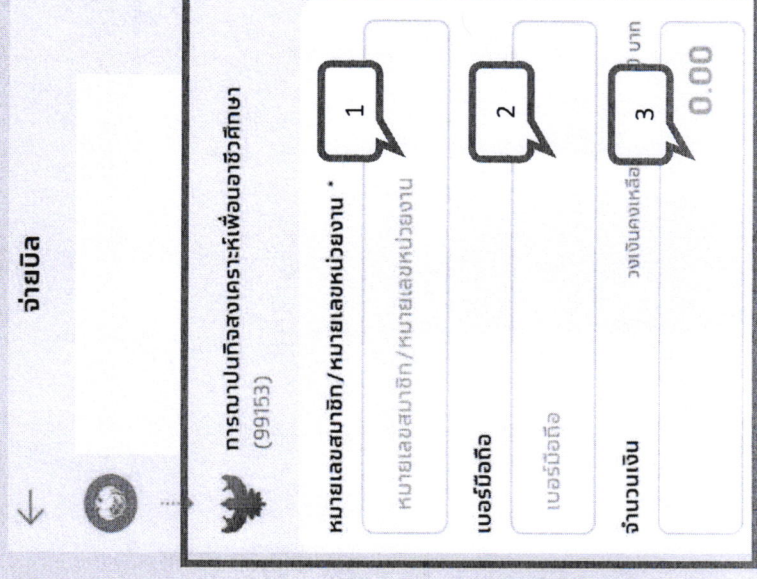 จ่ายบิล
การฌาปนกิจสงเคราะห์เพื่อนอาชีวศึกษา
(99153)
หมายเลขสมาชิก/หมายเลขหน่วยงาน *
1
หมายเลขสมาชิก/หมายเลขหน่วยงาน
เบอร์มือถือ
2
เบอร์มือถือ
จำนวนเงิน
วงเงินคงเหลือ
3
บาท
0.00